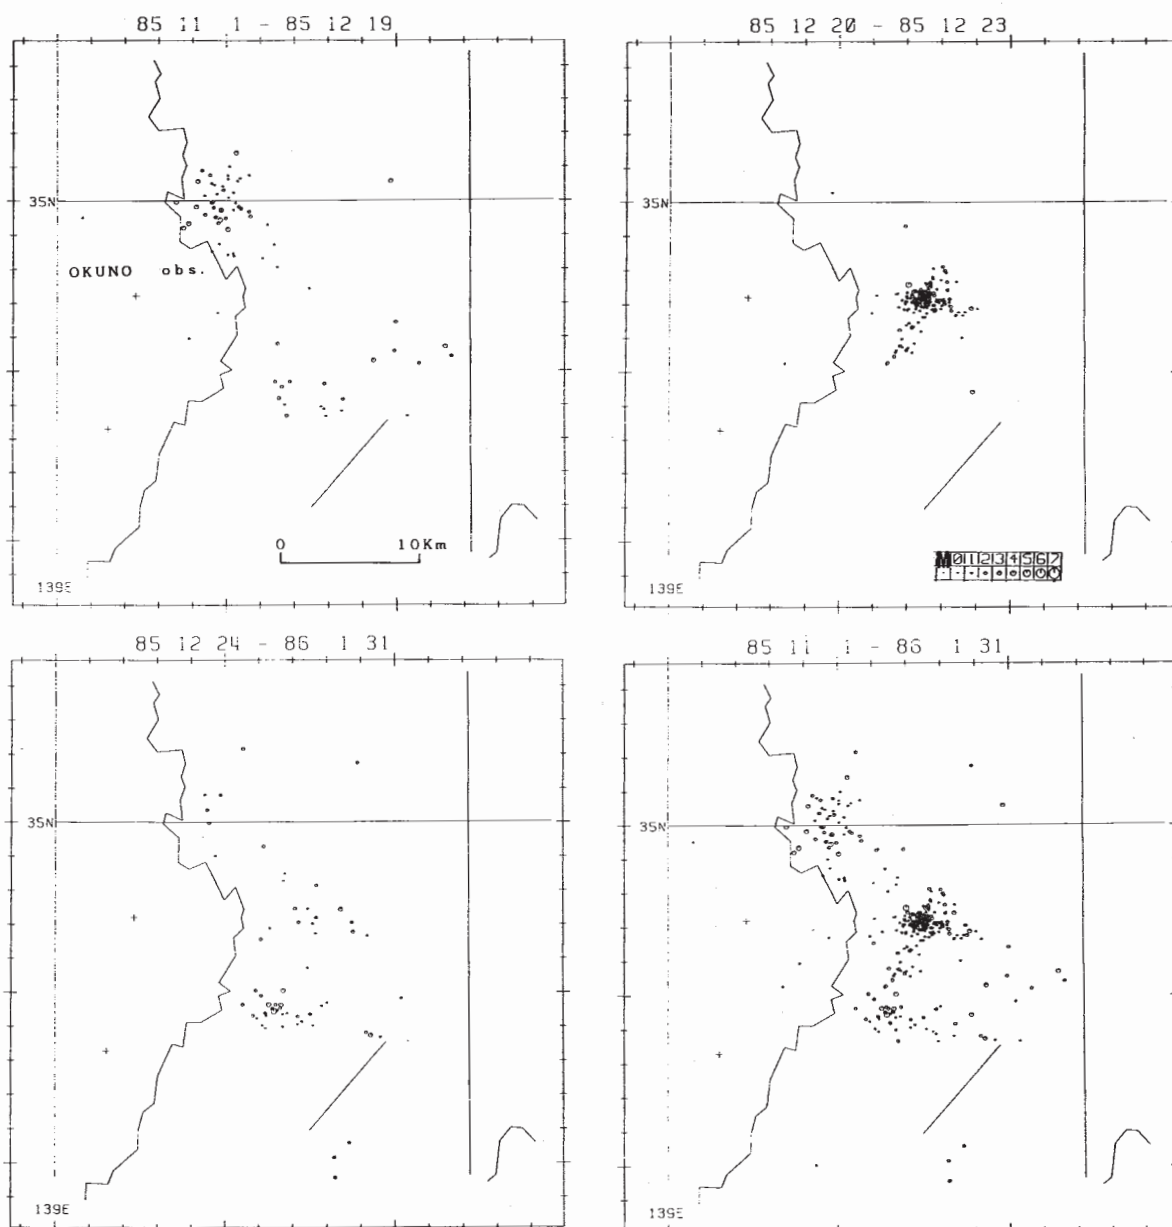 85 11 1 - 85 12 19
35N
OKUNO obs.
0 10Km
139E
85 12 20 - 85 12 23
35N
M 0 1 2 3 4 5 6 7
139E
85 12 24 - 86 1 31
35N
139E
85 11 1 - 86 1 31
35N
139E